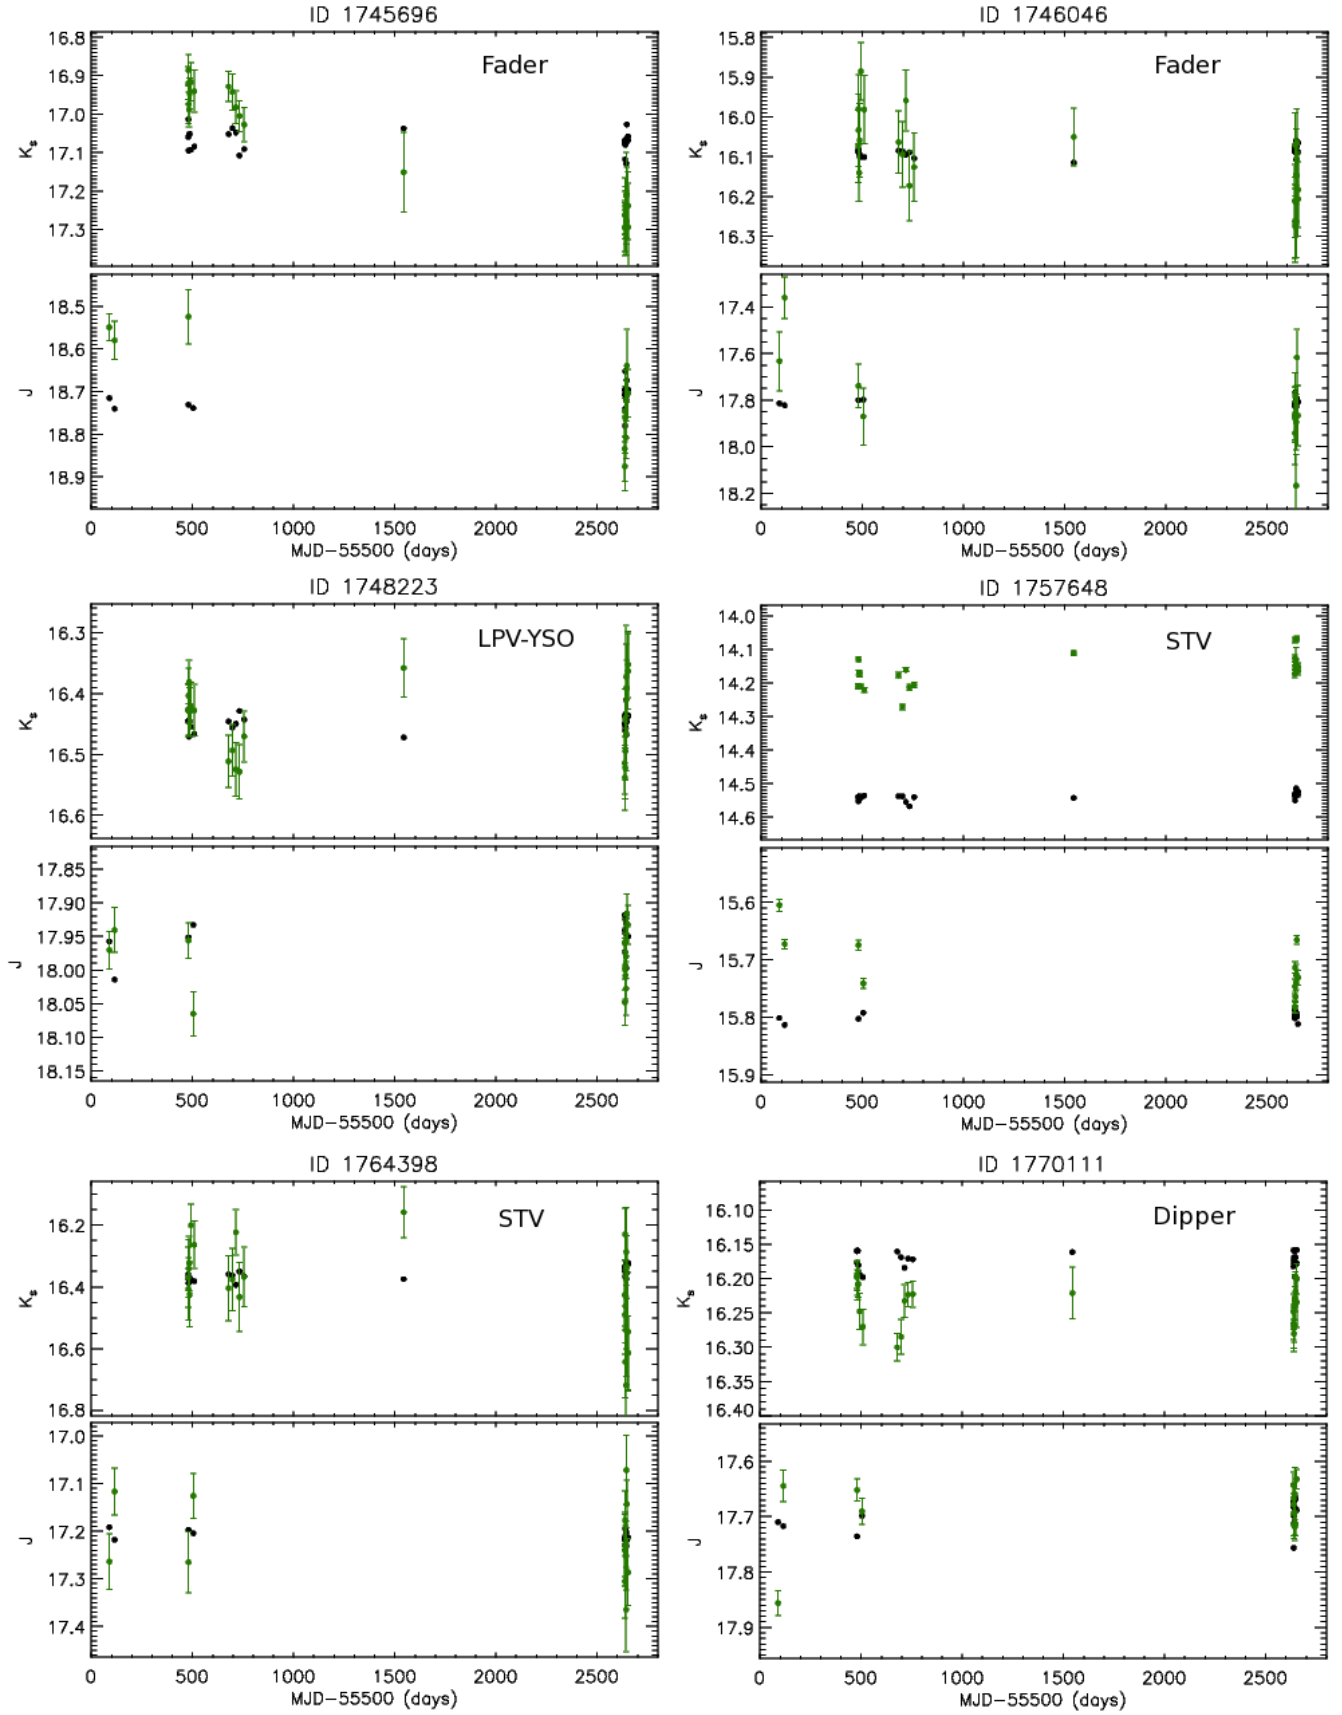 ID 1745696
Fader
16.8
16.9
17.0
17.1
17.2
17.3
Ks
18.5
18.6
18.7
18.8
18.9
J
0 500 1000 1500 2000 2500
MJD−55500 (days)
ID 1746046
Fader
15.8
15.9
16.0
16.1
16.2
16.3
Ks
17.4
17.6
17.8
18.0
18.2
J
0 500 1000 1500 2000 2500
MJD−55500 (days)
ID 1748223
LPV-YSO
16.3
16.4
16.5
16.6
Ks
17.85
17.90
17.95
18.00
18.05
18.10
18.15
J
0 500 1000 1500 2000 2500
MJD−55500 (days)
ID 1757648
STV
14.0
14.1
14.2
14.3
14.4
14.5
14.6
Ks
15.6
15.7
15.8
15.9
J
0 500 1000 1500 2000 2500
MJD−55500 (days)
ID 1764398
STV
16.2
16.4
16.6
16.8
Ks
17.0
17.1
17.2
17.3
17.4
J
0 500 1000 1500 2000 2500
MJD−55500 (days)
ID 1770111
Dipper
16.10
16.15
16.20
16.25
16.30
16.35
16.40
Ks
17.6
17.7
17.8
17.9
J
0 500 1000 1500 2000 2500
MJD−55500 (days)